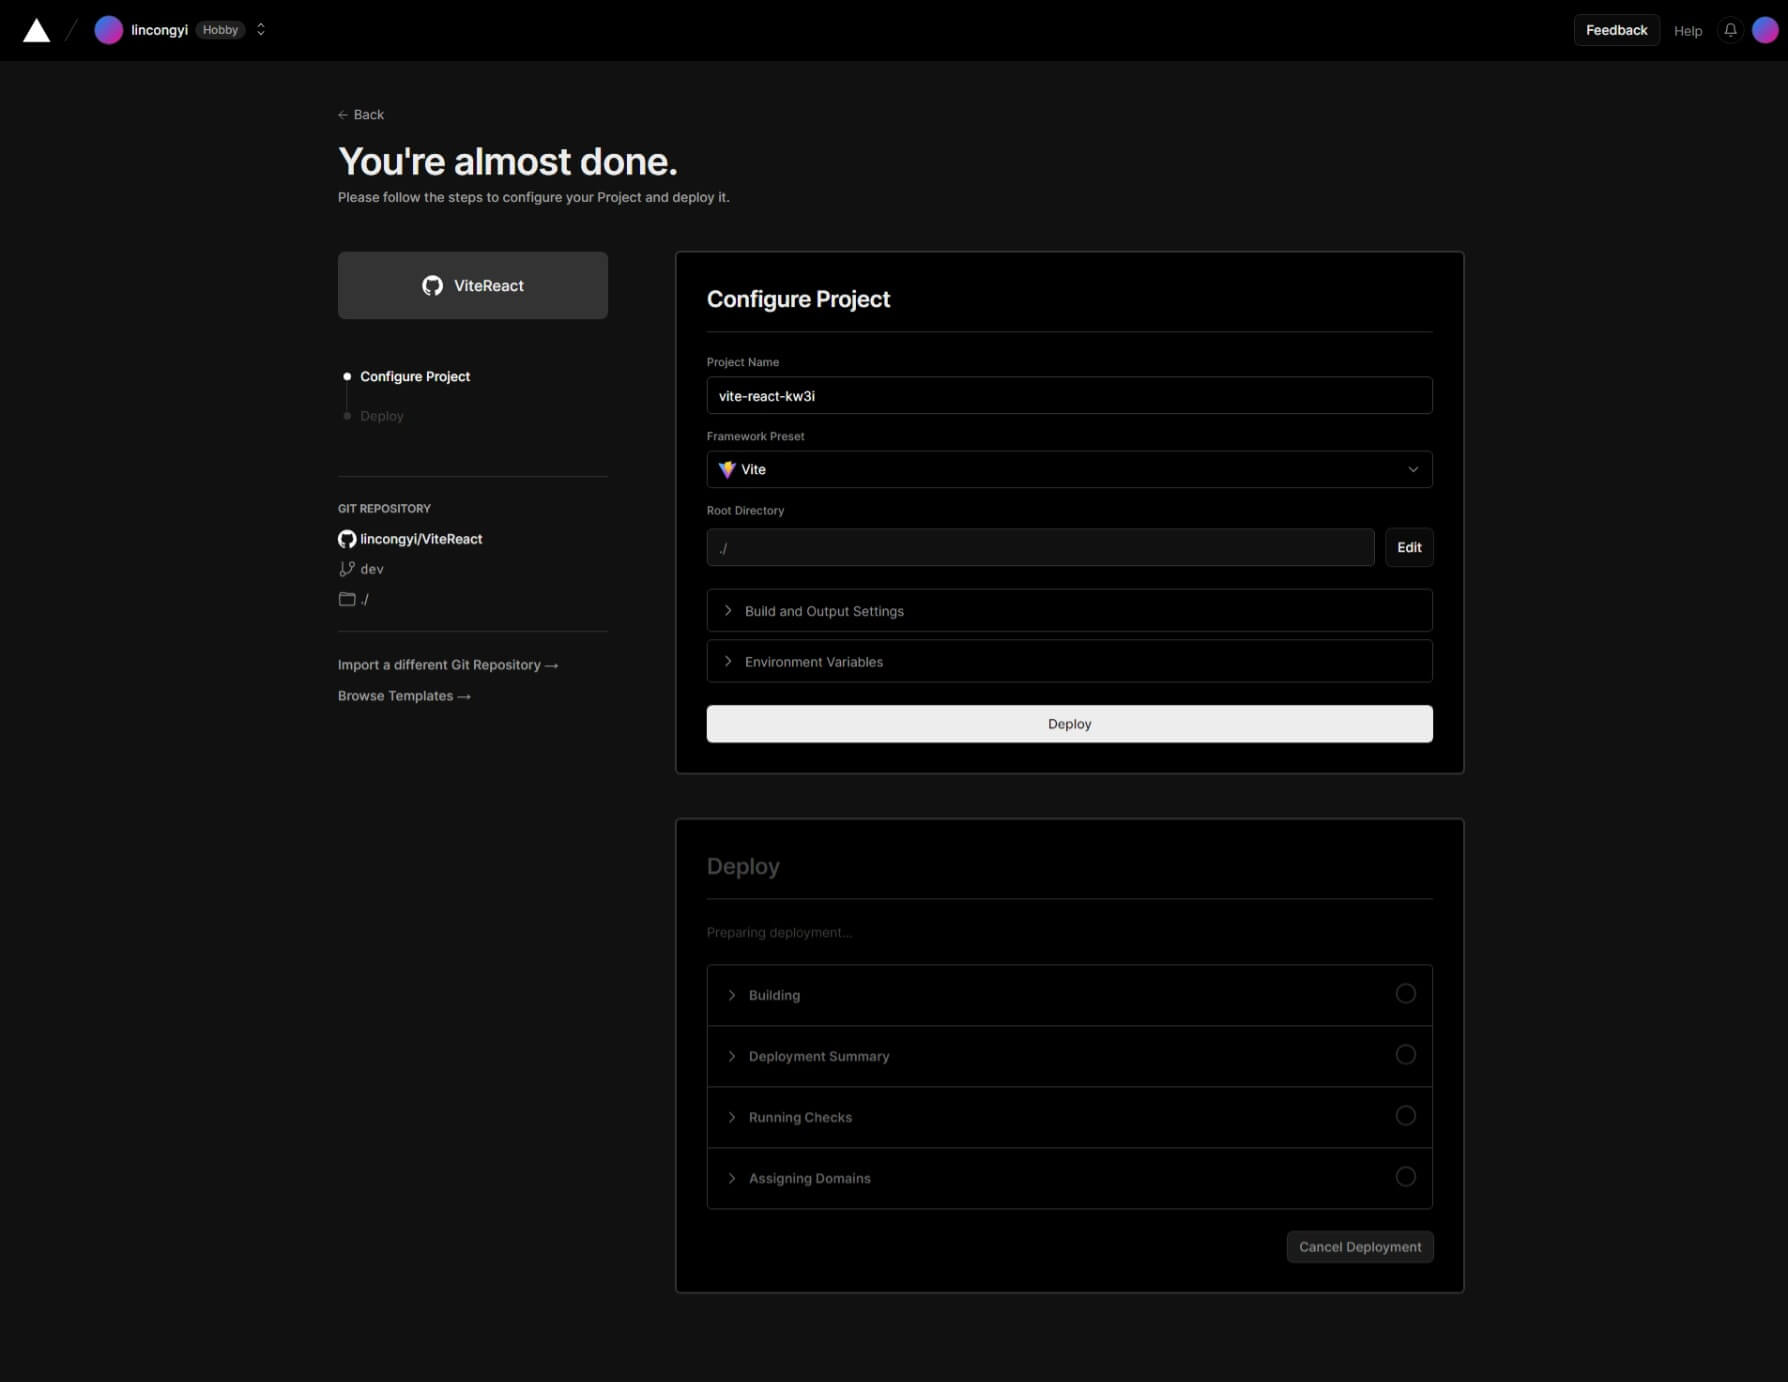 lincongyi Hobby
Feedback Help
← Back
You're almost done.
Please follow the steps to configure your Project and deploy it.
ViteReact
Configure Project
Deploy
GIT REPOSITORY
lincongyi/ViteReact
dev
./
Import a different Git Repository →
Browse Templates →
Configure Project
Project Name
vite-react-kw3i
Framework Preset
Vite
Root Directory
./
Edit
Build and Output Settings
Environment Variables
Deploy
Deploy
Preparing deployment...
Building
Deployment Summary
Running Checks
Assigning Domains
Cancel Deployment